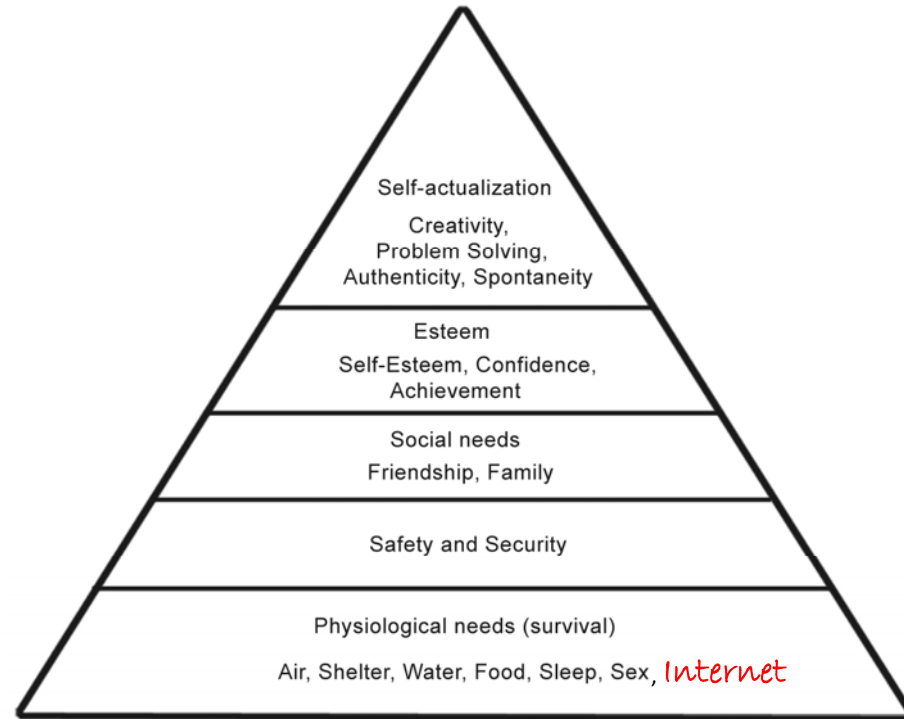 Self-actualization
Creativity,
Problem Solving,
Authenticity, Spontaneity
Esteem
Self-Esteem, Confidence,
Achievement
Social needs
Friendship, Family
Safety and Security
Physiological needs (survival)
Air, Shelter, Water, Food, Sleep, Sex, Internet